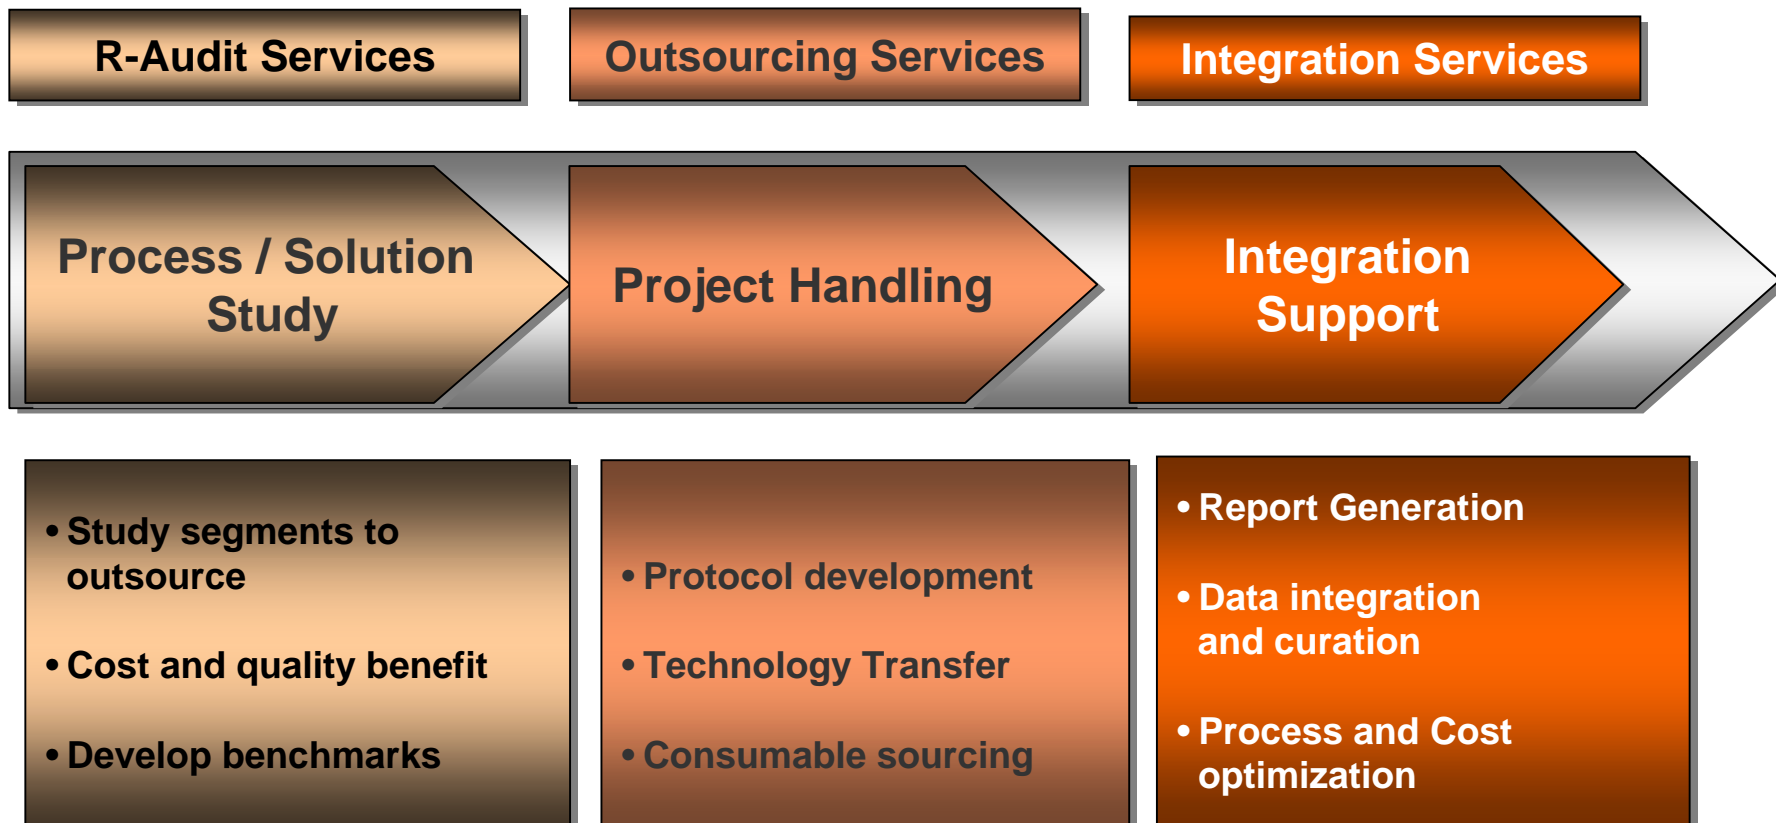 R-Audit Services
Outsourcing Services
Integration Services
Process / Solution
Study
Project Handling
Integration
Support
• Study segments to
outsource
• Cost and quality benefit
• Develop benchmarks
• Protocol development
• Technology Transfer
• Consumable sourcing
• Report Generation
• Data integration
and curation
• Process and Cost
optimization